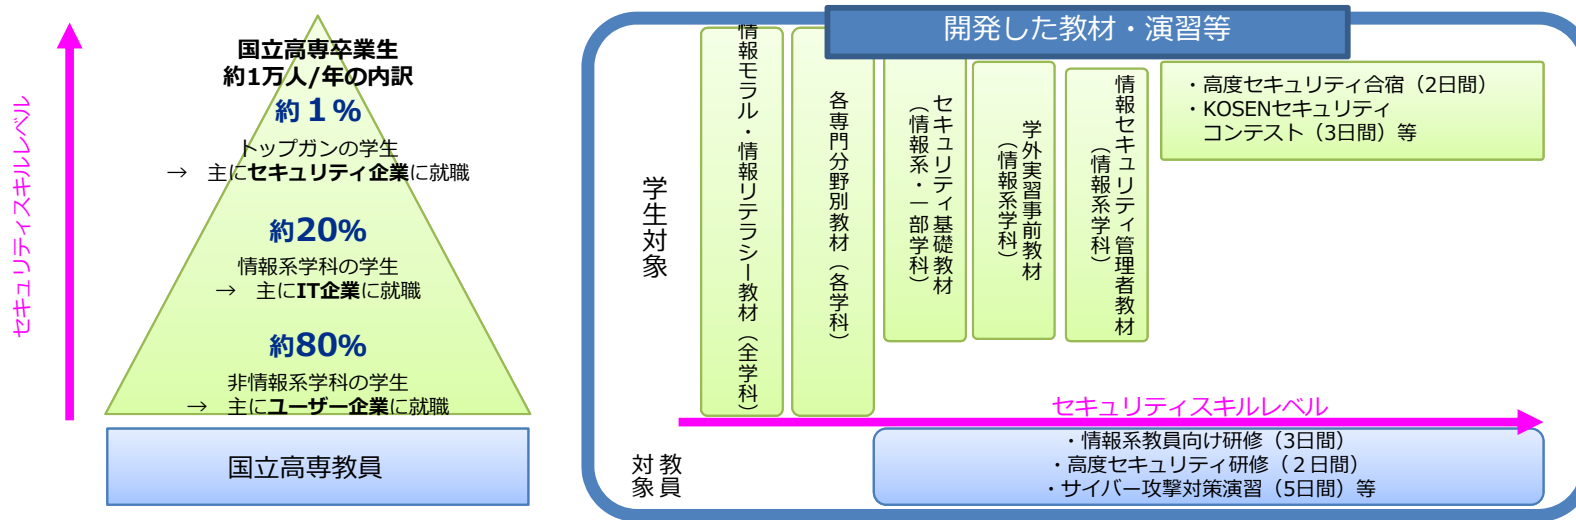 セキュリティスキルレベル
国立高専卒業生
約1万人/年の内訳
約１%
トップガンの学生
→ 主にセキュリティ企業に就職
約20%
情報系学科の学生
→ 主にIT企業に就職
約80%
非情報系学科の学生
→ 主にユーザー企業に就職
国立高専教員
開発した教材・演習等
学生対象
情報モラル・情報リテラシー教材（全学科）
各専門分野別教材（各学科）
セキュリティ基礎教材
（情報系・一部学科）
学外実習事前教材
（情報系学科）
情報セキュリティ管理者教材
（情報系学科）
・高度セキュリティ合宿（2日間）
・KOSENセキュリティ
コンテスト（3日間）等
セキュリティスキルレベル
教員
対象
・情報系教員向け研修（3日間）
・高度セキュリティ研修（２日間）
・サイバー攻撃対策演習（5日間）等